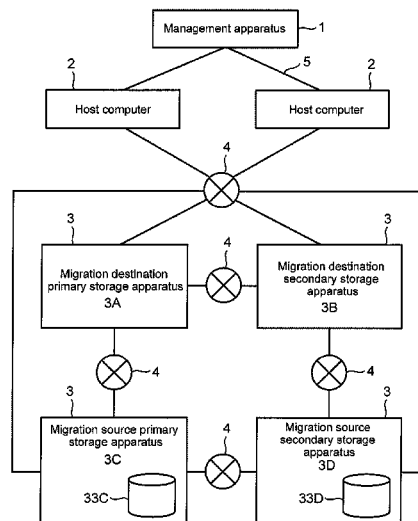 Management apparatus
1
5
2
2
Host computer
Host computer
4
3
3
4
Migration destination
primary storage apparatus
3A
Migration destination
secondary storage
apparatus
3B
4
4
3
3
4
Migration source primary
storage apparatus
3C
33C
Migration source
secondary storage
apparatus
3D
33D